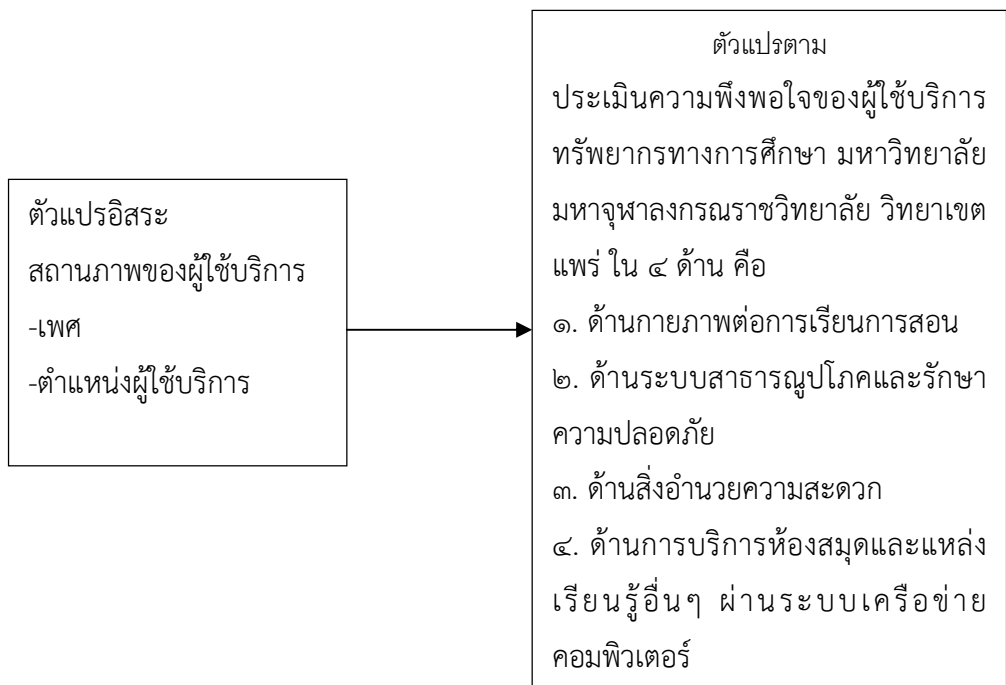 ตัวแปรอิสระ
สถานภาพของผู้ใช้บริการ
-เพศ
-ตำแหน่งผู้ใช้บริการ
ตัวแปรตาม
ประเมินความพึงพอใจของผู้ใช้บริการ
ทรัพยากรทางการศึกษา มหาวิทยาลัย
มหาจุฬาลงกรณราชวิทยาลัย วิทยาเขต
แพร่ ใน ๔ ด้าน คือ
๑. ด้านกายภาพต่อการเรียนการสอน
๒. ด้านระบบสาธารณูปโภคและรักษา
ความปลอดภัย
๓. ด้านสิ่งอำนวยความสะดวก
๔. ด้านการบริการห้องสมุดและแหล่ง
เรียนรู้อื่นๆ ผ่านระบบเครือข่าย
คอมพิวเตอร์